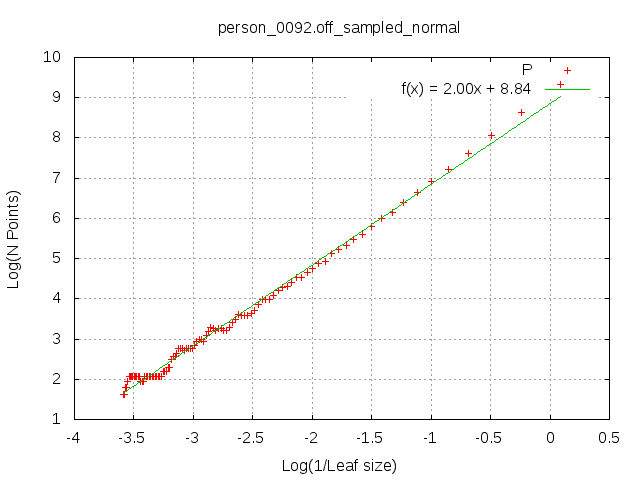 person_0092.off_sampled_normal
P
f(x) = 2.00x + 8.84
10
9
8
7
6
5
4
3
2
1
Log(N Points)
-4 -3.5 -3 -2.5 -2 -1.5 -1 -0.5 0 0.5
Log(1/Leaf size)